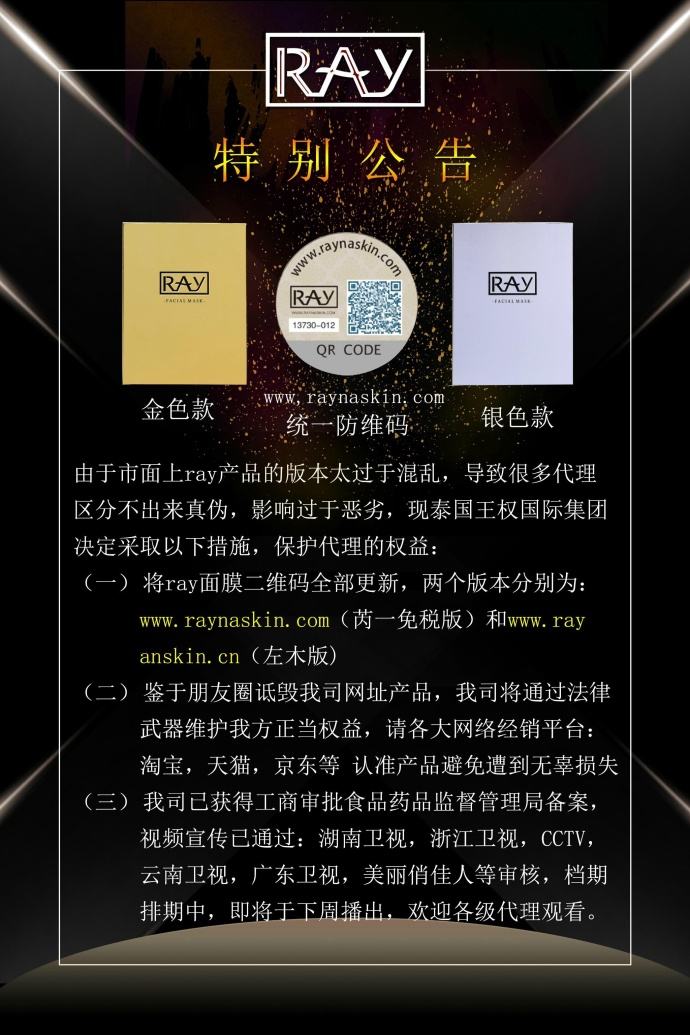 RAY
特别公告
RAY
-FACIAL MASK-
www.raynaskin.com
RAY
WWW.RAYNASKIN.COM
13730-012
QR CODE
RAY
-FACIAL MASK-
金色款
www.raynaskin.com
统一防维码
银色款
由于市面上ray产品的版本太过于混乱，导致很多代理
区分不出来真伪，影响过于恶劣，现泰国王权国际集团
决定采取以下措施，保护代理的权益：
（一）将ray面膜二维码全部更新，两个版本分别为：
www.raynaskin.com（芮一免税版）和www.ray
anskin.cn（左木版)
（二）鉴于朋友圈诋毁我司网址产品，我司将通过法律
武器维护我方正当权益，请各大网络经销平台：
淘宝，天猫，京东等 认准产品避免遭到无辜损失
（三）我司已获得工商审批食品药品监督管理局备案，
视频宣传已通过：湖南卫视，浙江卫视，CCTV，
云南卫视，广东卫视，美丽俏佳人等审核，档期
排期中，即将于下周播出，欢迎各级代理观看。